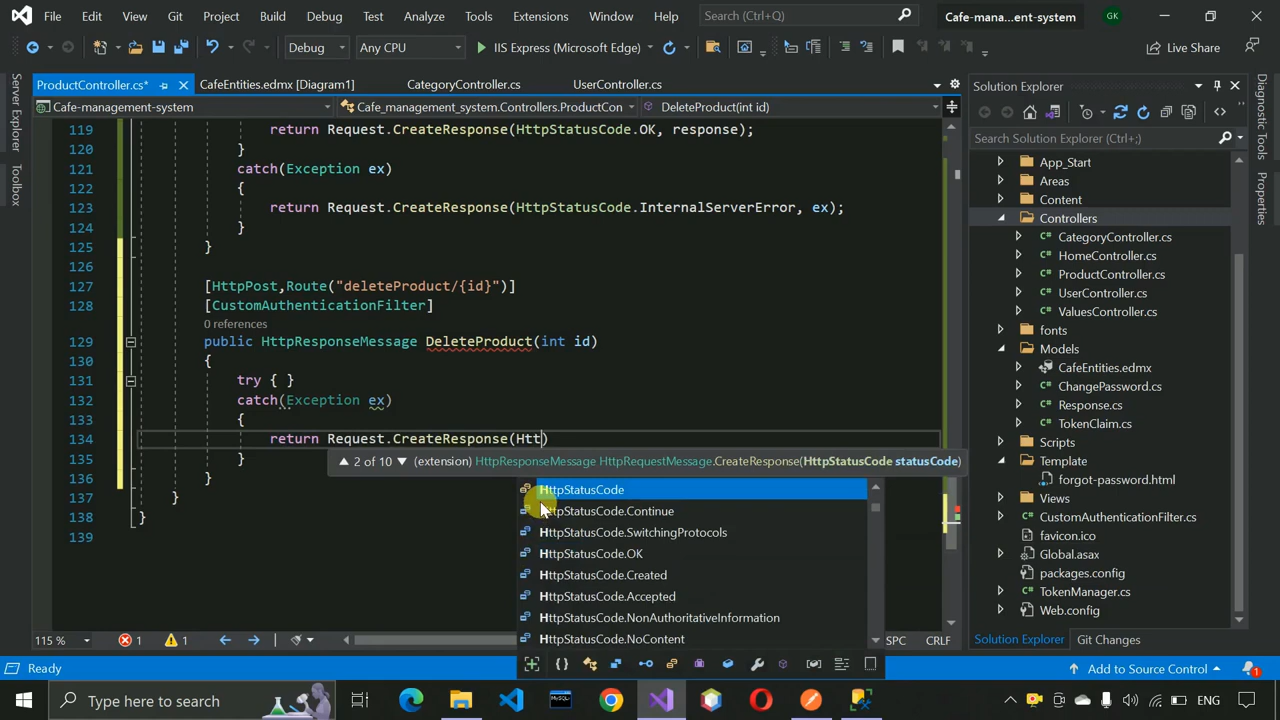 File Edit View Git Project Build Debug Test Analyze Tools Extensions Window Help Search (Ctrl+Q) Cafe-mana...ent-system GK
Debug Any CPU IIS Express (Microsoft Edge) Live Share
ProductController.cs* CafeEntities.edmx [Diagram1] CategoryController.cs UserController.cs
Cafe-management-system Cafe_management_system.Controllers.ProductCon DeleteProduct(int id)
Server Explorer
Toolbox
119 return Request.CreateResponse(HttpStatusCode.OK, response);
120 }
121 catch(Exception ex)
122 {
123 return Request.CreateResponse(HttpStatusCode.InternalServerError, ex);
124 }
125 }
126
127 [HttpPost,Route("deleteProduct/{id}")]
128 [CustomAuthenticationFilter]
0 references
129 public HttpResponseMessage DeleteProduct(int id)
130 {
131 try { }
132 catch(Exception ex)
133 {
134 return Request.CreateResponse(Htt)
135 }
136 }
137 }
138 }
139
2 of 10 (extension) HttpResponseMessage HttpRequestMessage.CreateResponse(HttpStatusCode statusCode)
HttpStatusCode
HttpStatusCode.Continue
HttpStatusCode.SwitchingProtocols
HttpStatusCode.OK
HttpStatusCode.Created
HttpStatusCode.Accepted
HttpStatusCode.NonAuthoritativeInformation
HttpStatusCode.NoContent
Solution Explorer
Search Solution Explorer (Ctrl+;)
App_Start
Areas
Content
Controllers
CategoryController.cs
HomeController.cs
ProductController.cs
UserController.cs
ValuesController.cs
fonts
Models
CafeEntities.edmx
ChangePassword.cs
Response.cs
TokenClaim.cs
Scripts
Template
forgot-password.html
Views
CustomAuthenticationFilter.cs
favicon.ico
Global.asax
packages.config
TokenManager.cs
Web.config
Solution Explorer Git Changes
Diagnostic Tools
Properties
115 % 1 1 SPC CRLF
Ready Add to Source Control 1
Type here to search ENG